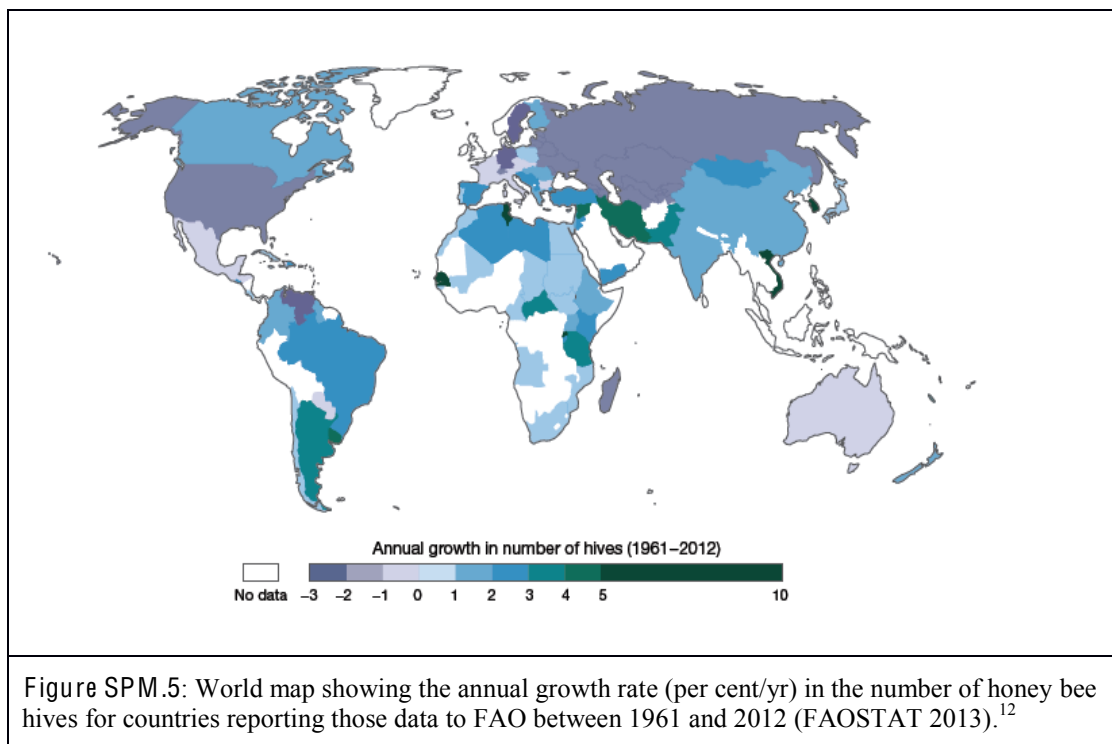 Annual growth in number of hives (1961–2012)
No data −3 −2 −1 0 1 2 3 4 5 10
Figure SPM.5: World map showing the annual growth rate (per cent/yr) in the number of honey bee
hives for countries reporting those data to FAO between 1961 and 2012 (FAOSTAT 2013).12